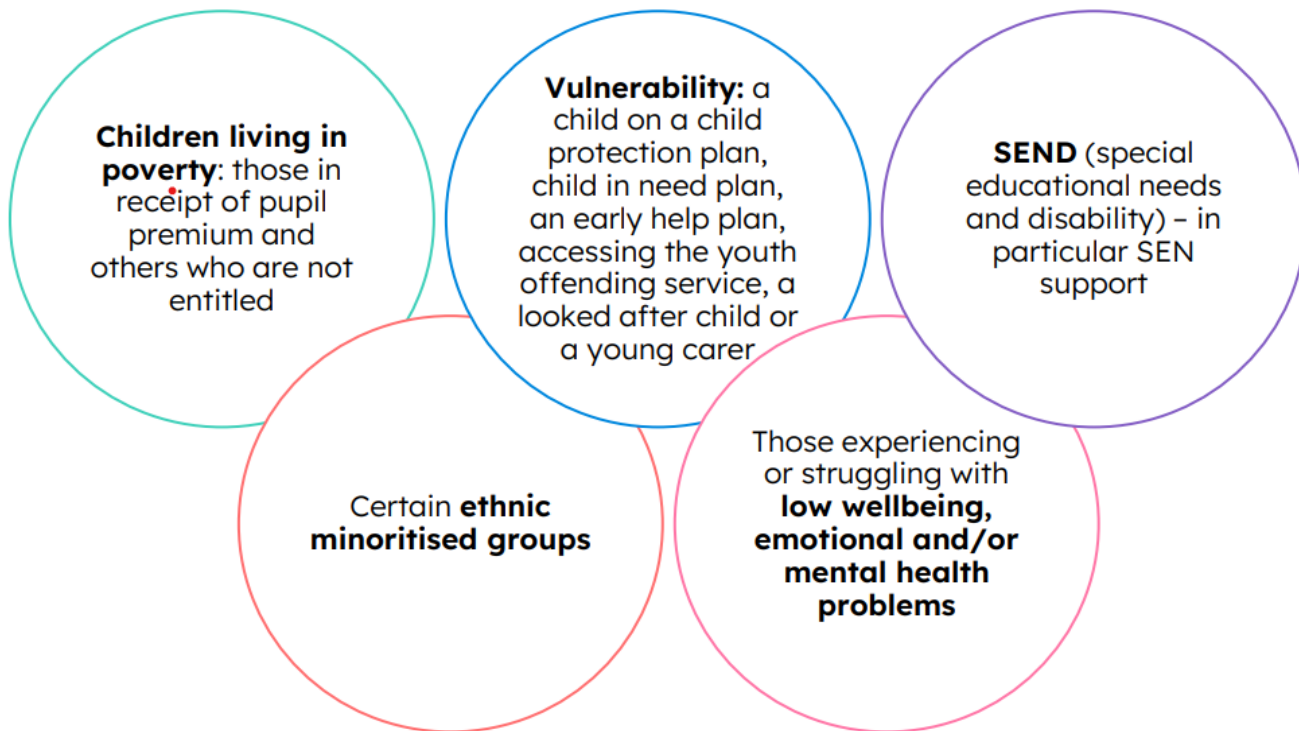 Children living in
poverty: those in
receipt of pupil
premium and
others who are not
entitled
Vulnerability: a
child on a child
protection plan,
child in need plan,
an early help plan,
accessing the youth
offending service, a
looked after child or
a young carer
SEND (special
educational needs
and disability) – in
particular SEN
support
Certain ethnic
minoritised groups
Those experiencing
or struggling with
low wellbeing,
emotional and/or
mental health
problems